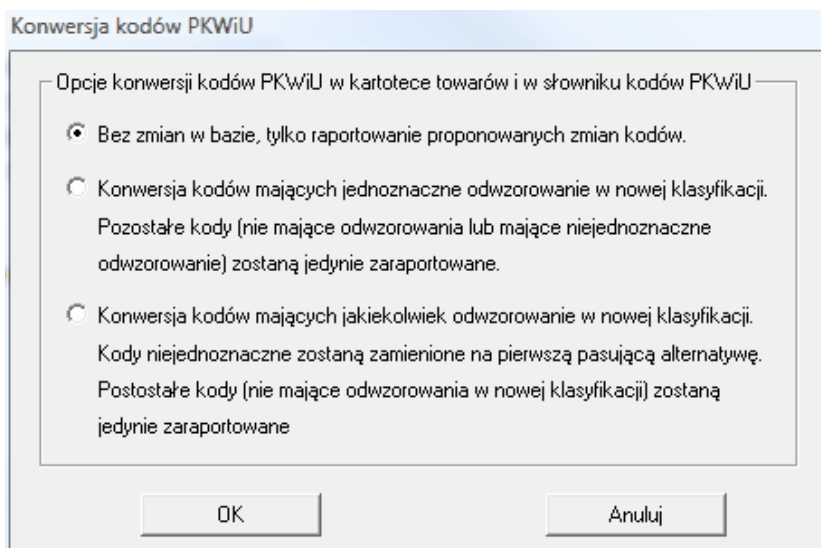 Konwersja kodów PKWiU
Opcje konwersji kodów PKWiU w kartotece towarów i w słowniku kodów PKWiU
Bez zmian w bazie, tylko raportowanie proponowanych zmian kodów.
Konwersja kodów mających jednoznaczne odwzorowanie w nowej klasyfikacji.
Pozostałe kody (nie mające odwzorowania lub mające niejednoznaczne
odwzorowanie) zostaną jedynie zaraportowane.
Konwersja kodów mających jakiekolwiek odwzorowanie w nowej klasyfikacji.
Kody niejednoznaczne zostaną zamienione na pierwszą pasującą alternatywę.
Postostałe kody (nie mające odwzorowania w nowej klasyfikacji) zostaną
jedynie zaraportowane
OK
Anuluj